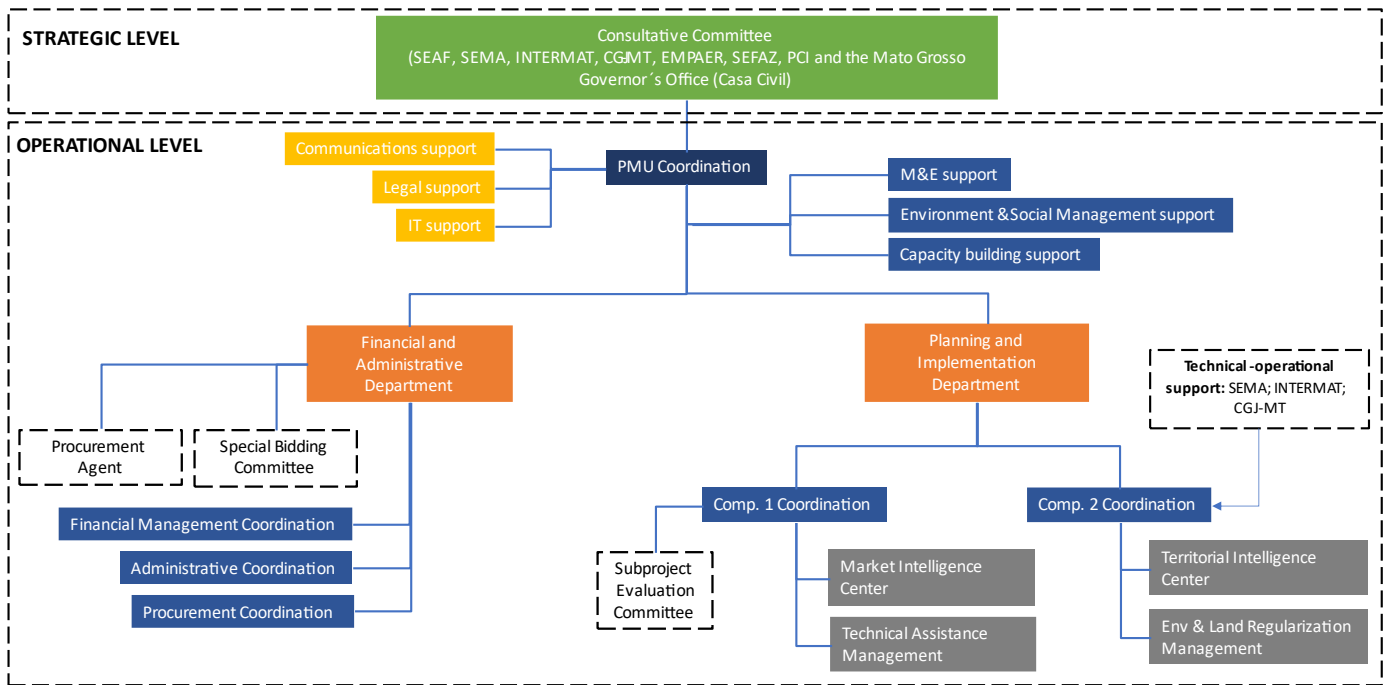 STRATEGIC LEVEL
Consultative Committee
(SEAF, SEMA, INTERMAT, CGJMT, EMPAER, SEFAZ, PCI and the Mato Grosso
Governor´s Office (Casa Civil)
OPERATIONAL LEVEL
Communications support
Legal support
IT support
PMU Coordination
M&E support
Environment &Social Management support
Capacity building support
Financial and
Administrative
Department
Planning and
Implementation
Department
Technical -operational
support: SEMA; INTERMAT;
CGJ-MT
Procurement
Agent
Special Bidding
Committee
Financial Management Coordination
Administrative Coordination
Procurement Coordination
Comp. 1 Coordination
Comp. 2 Coordination
Subproject
Evaluation
Committee
Market Intelligence
Center
Technical Assistance
Management
Territorial Intelligence
Center
Env & Land Regularization
Management